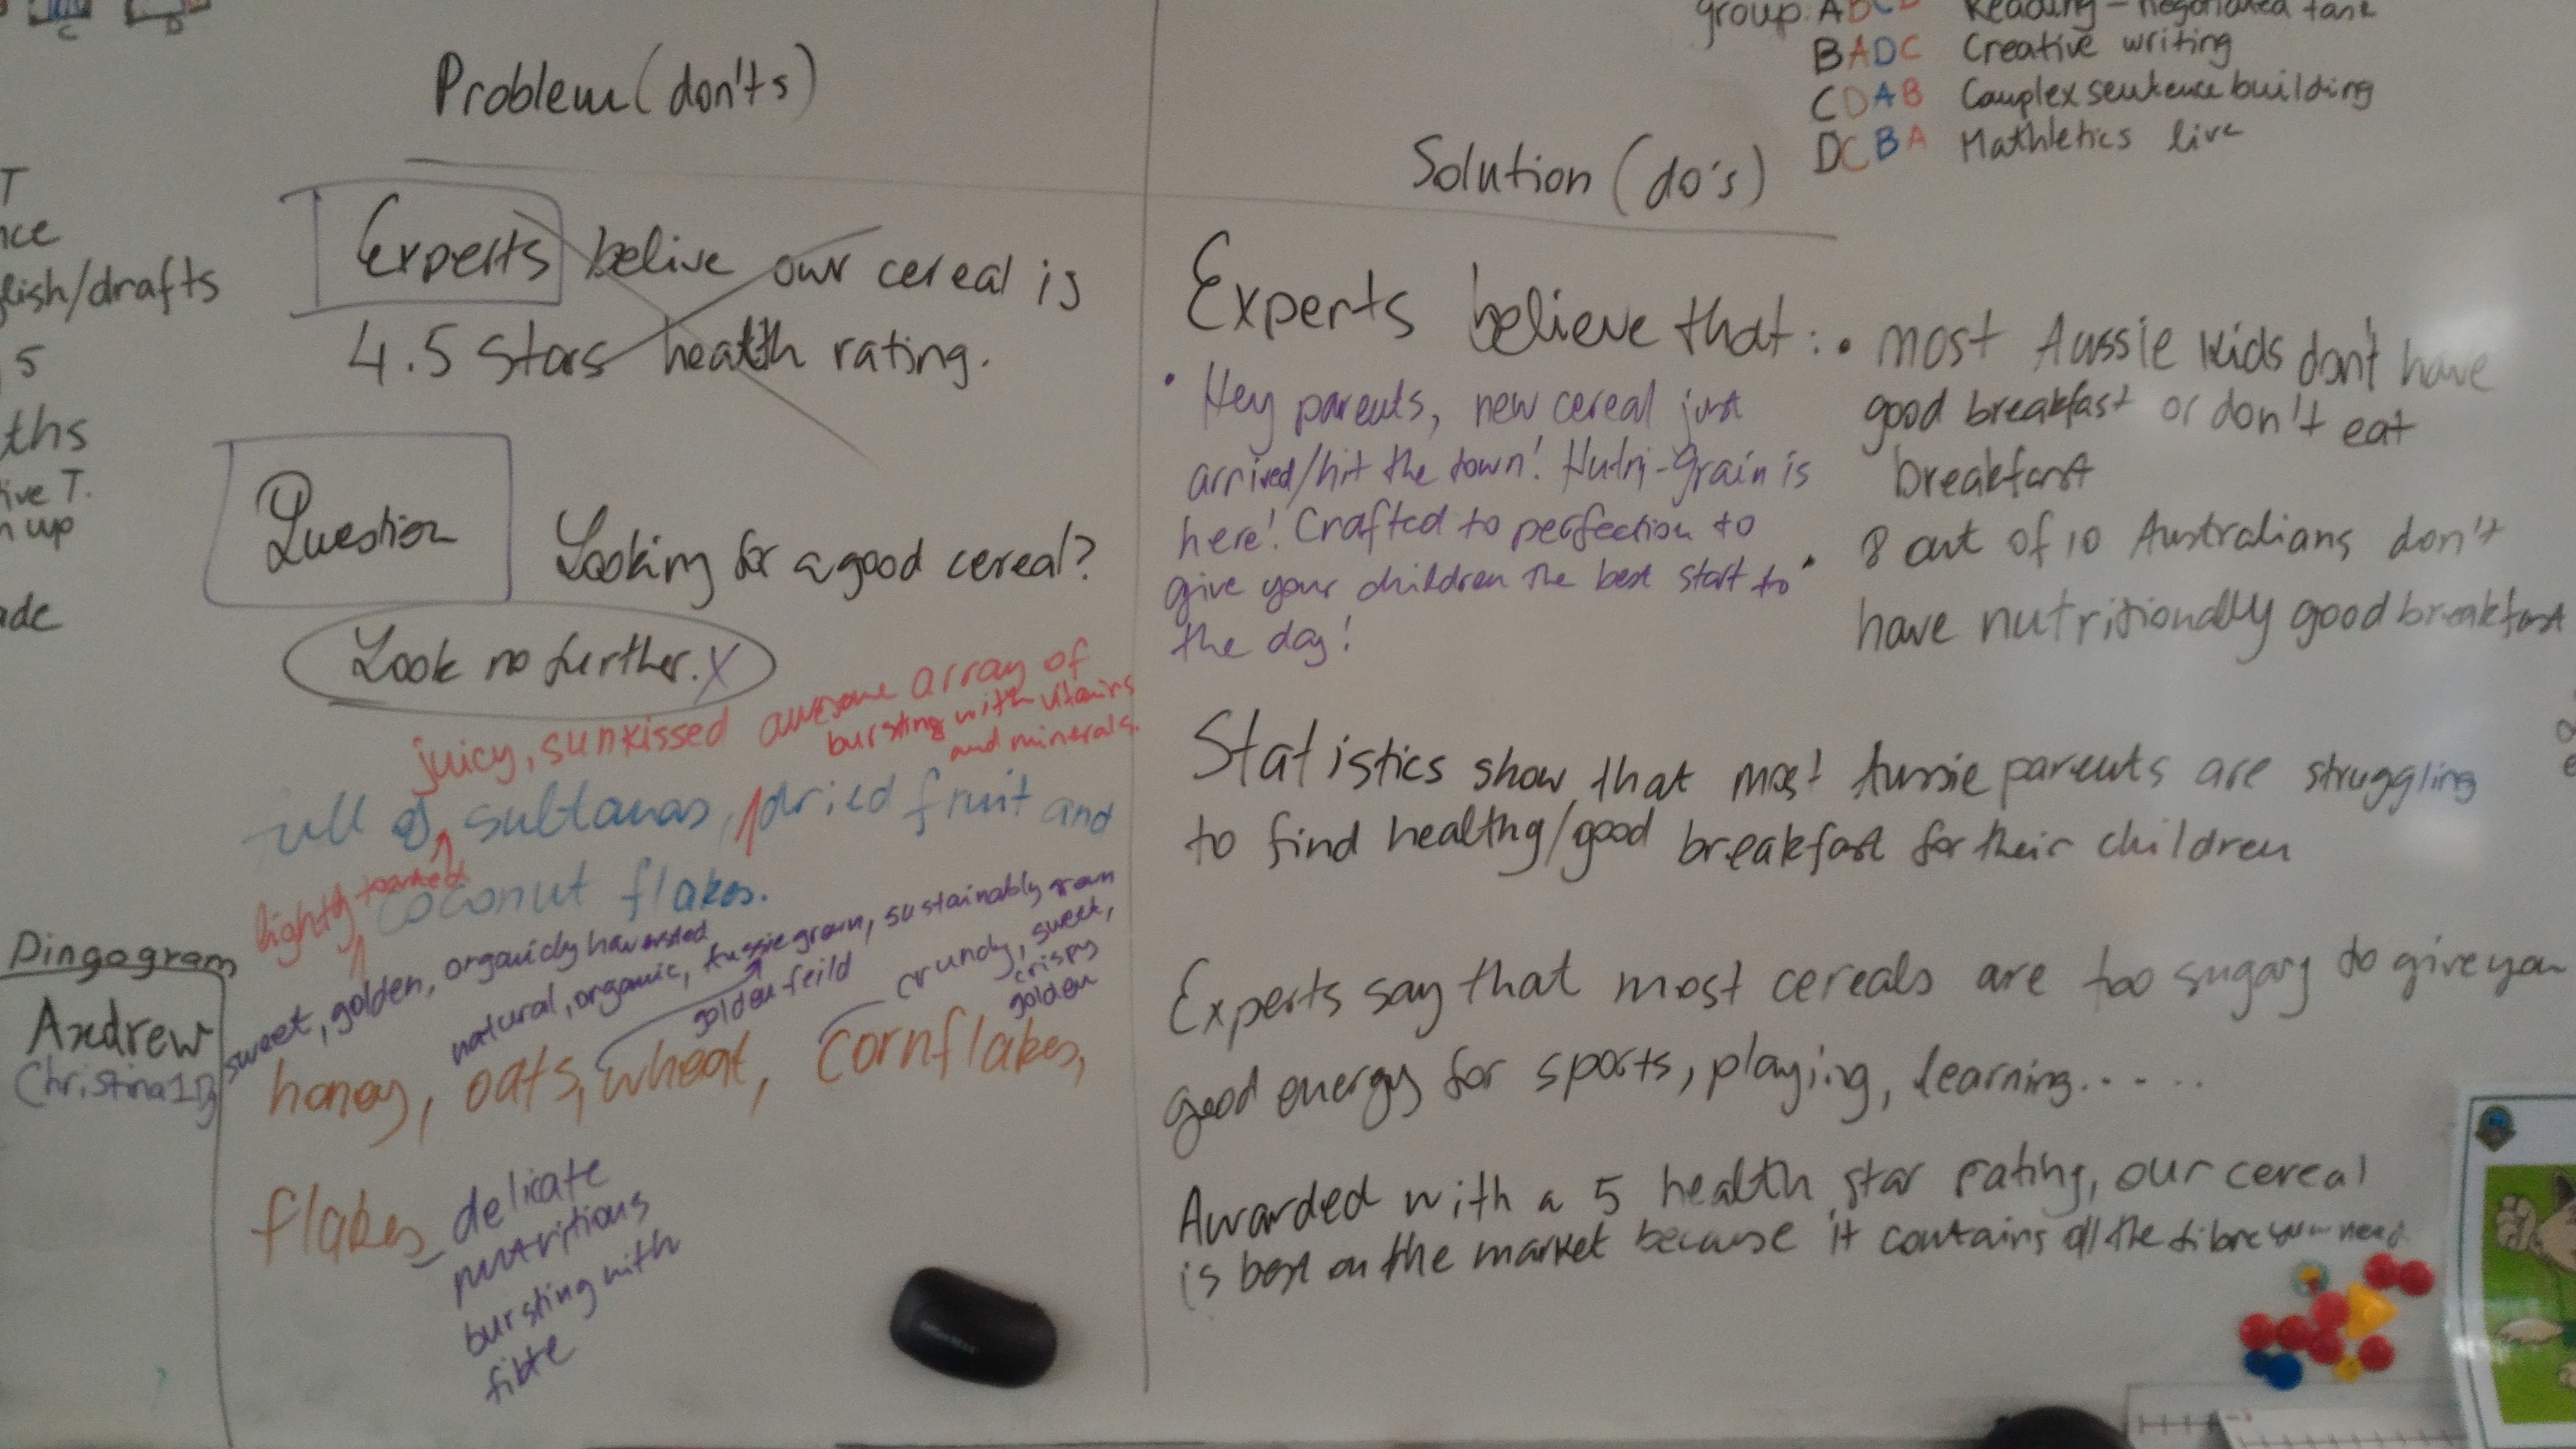 C
D
group: ABCD Reading - negotiated task
BADC Creative writing
CDAB Complex sentence building
DCBA Mathletics live
T
nce
lish/drafts
5
ths
ive T.
n up
ade
Dingogram
Andrew
Problem (don'ts)
Experts belive our cereal is
4.5 Stars health rating.
Question Looking for a good cereal?
Look no further. X
juicy, sunkissed awesome array of
bursting with vitamins
and minerals.
full of sultanas, dried fruit and
lightly toasted
coconut flakes.
sweet, golden, organicly harvested
natural, organic, Aussie grown, sustainably grown
golden feild
crunchy, sweet,
crispy
golden
honey, oats, wheat, cornflakes,
flakes delicate
nutritious
bursting with
fibre
Solution (do's)
Experts believe that:
• Hey parents, new cereal just
arrived/hit the town! Nutri-Grain is
here! Crafted to perfection to
give your children the best start to
the day!
• most Aussie kids don't have
good breakfast or don't eat
breakfast
• 8 out of 10 Australians don't
have nutritionally good breakfast
Statistics show that most Aussie parents are struggling
to find healthy/good breakfast for their children
Experts say that most cereals are too sugary to give you
good energy for sports, playing, learning.....
Awarded with a 5 health star rating, our cereal
is best on the market because it contains all the fibre you need